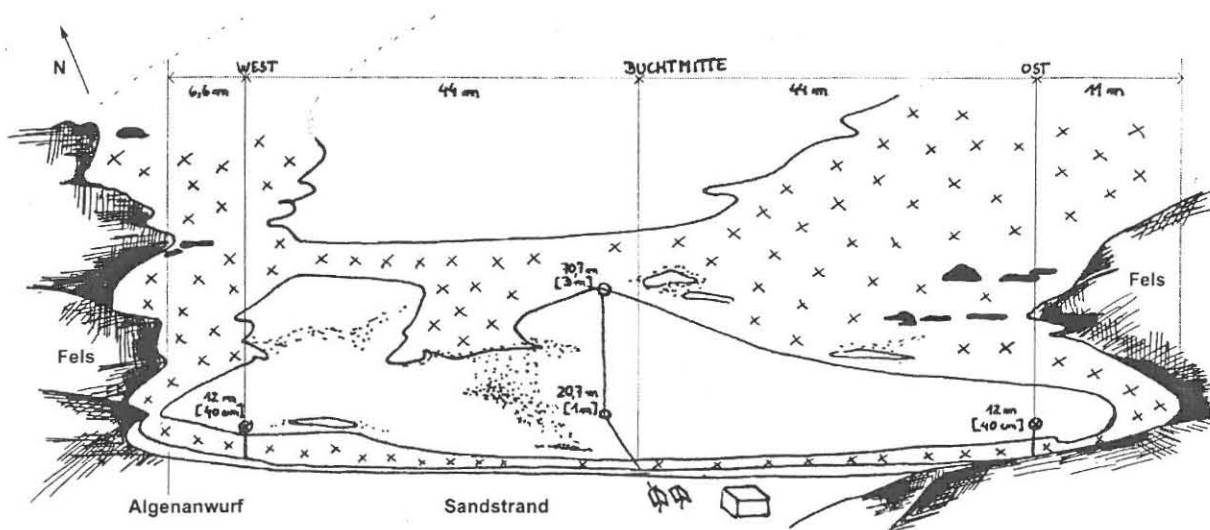 N
WEST
BUCHTMITTE
OST
6,6 m
44 m
44 m
11 m
70,7 m
[3 m]
Fels
Fels
20,7 m
[1 m]
12 m
[40 cm]
12 m
[40 cm]
Algenanwurf
Sandstrand